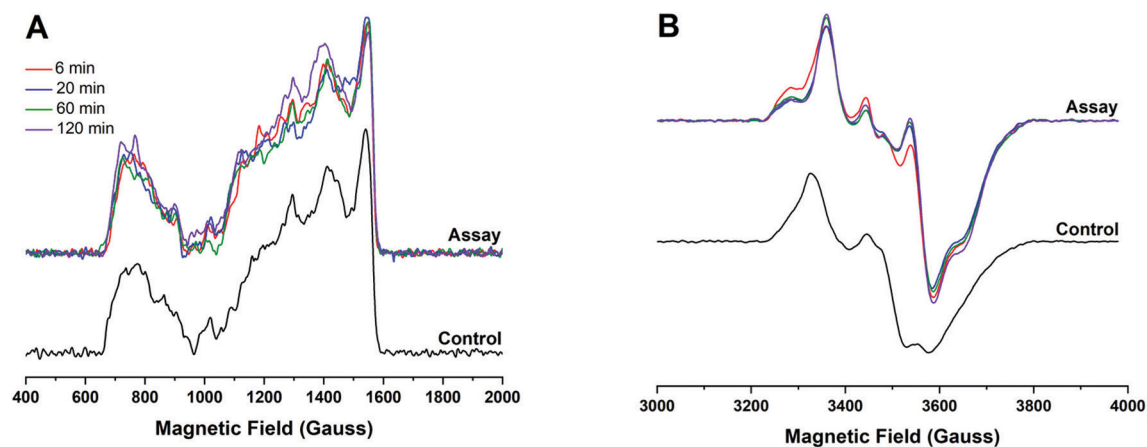 A
6 min
20 min
60 min
120 min
Assay
Control
400 600 800 1000 1200 1400 1600 1800 2000
Magnetic Field (Gauss)
B
Assay
Control
3000 3200 3400 3600 3800 4000
Magnetic Field (Gauss)